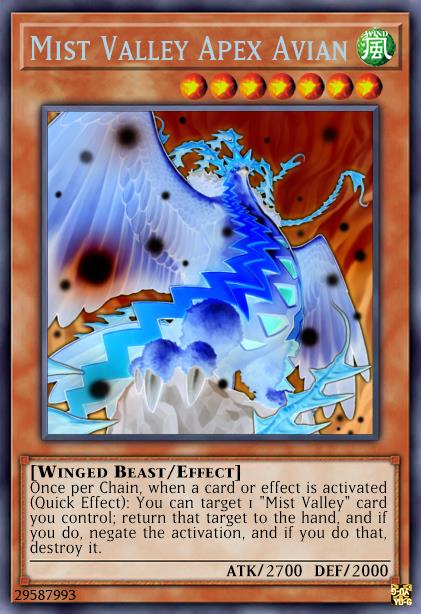 MIST VALLEY APEX AVIAN
WIND
風
[WINGED BEAST/EFFECT]
Once per Chain, when a card or effect is activated
(Quick Effect): You can target 1 "Mist Valley" card
you control; return that target to the hand, and if
you do, negate the activation, and if you do that,
destroy it.
ATK/2700 DEF/2000
29587993